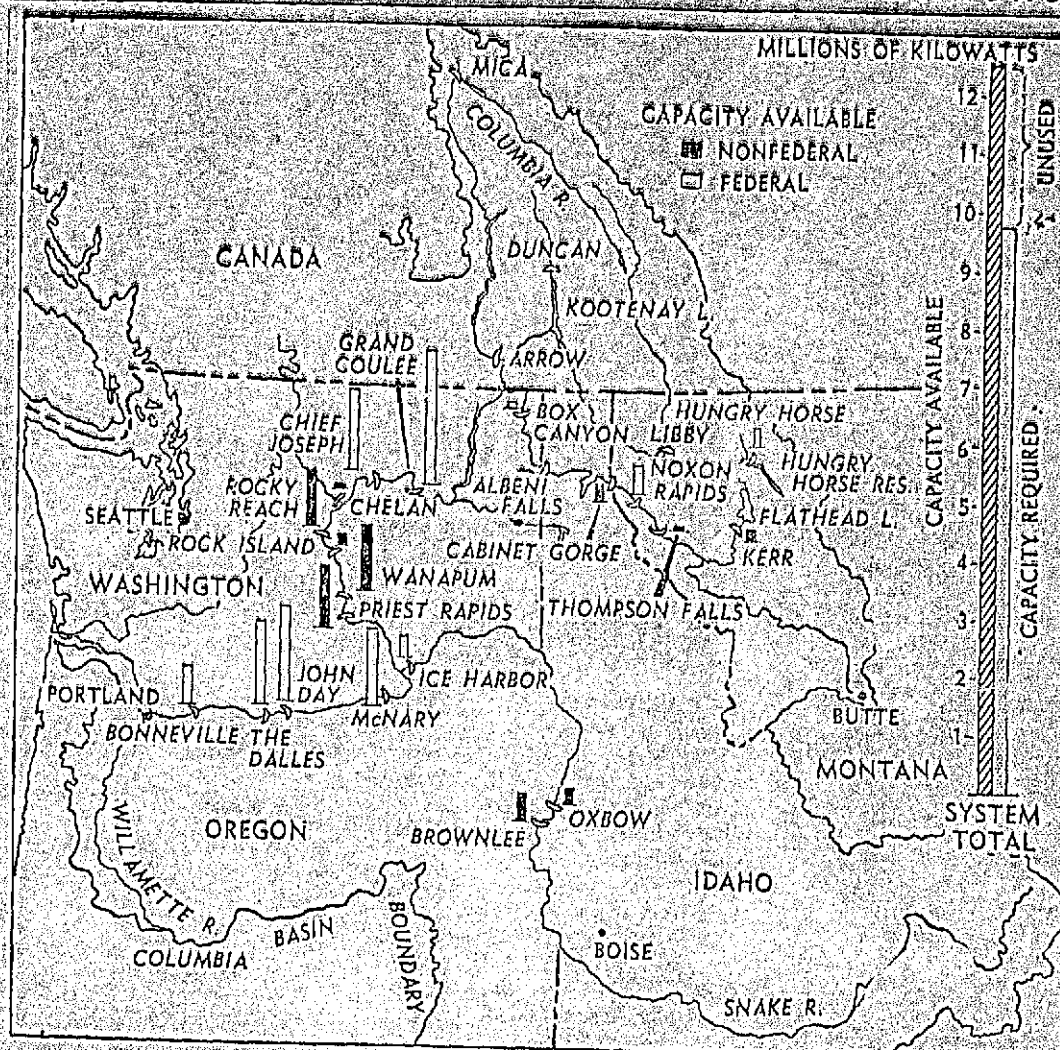 MILLIONS OF KILOWATTS
MICA
CAPACITY AVAILABLE
NONFEDERAL
FEDERAL
COLUMBIA R.
12
11
10
9
8
7
6
5
4
3
2
1
UNUSED
CAPACITY AVAILABLE
CAPACITY REQUIRED
SYSTEM
TOTAL
CANADA
DUNCAN
KOOTENAY L.
GRAND
COULEE
ARROW
CHIEF
JOSEPH
BOX
CANYON
LIBBY
HUNGRY HORSE
HUNGRY
HORSE RES.
ROCKY
REACH
CHELAN
ALBENI
FALLS
NOXON
RAPIDS
SEATTLE
ROCK ISLAND
FLATHEAD L.
CABINET GORGE
KERR
WASHINGTON
WANAPUM
PRIEST RAPIDS
THOMPSON FALLS
PORTLAND
JOHN
DAY
ICE HARBOR
McNARY
BONNEVILLE
THE
DALLES
BUTTE
MONTANA
OREGON
BROWNLEE
OXBOW
IDAHO
WILLAMETTE R.
COLUMBIA
BASIN
BOUNDARY
BOISE
SNAKE R.